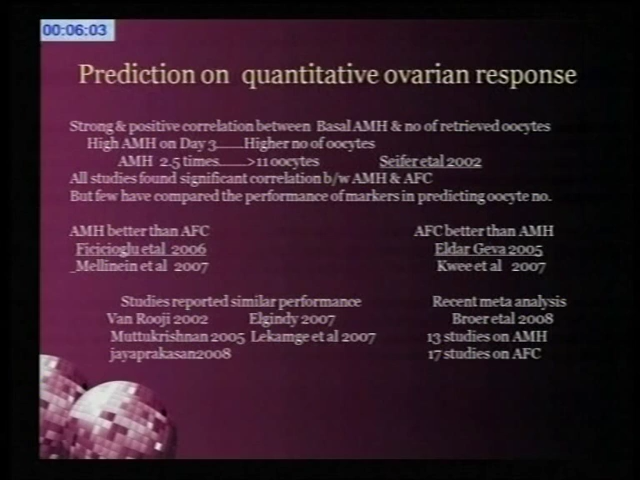 00:06:03
Prediction on quantitative ovarian response
Strong & positive correlation between Basal AMH & no of retrieved oocytes
High AMH on Day 3......Higher no of oocytes
AMH 2.5 times.......>11 oocytes Seifer etal 2002
All studies found significant correlation b/w AMH & AFC
But few have compared the performance of markers in predicting oocyte no.
AMH better than AFC AFC better than AMH
Ficicioglu etal 2006 Eldar Geva 2005
Mellinein et al 2007 Kwee et al 2007
Studies reported similar performance Recent meta analysis
Van Rooji 2002 Elgindy 2007 Broer etal 2008
Muttukrishnan 2005 Lekamge et al 2007 13 studies on AMH
jayaprakasan2008 17 studies on AFC